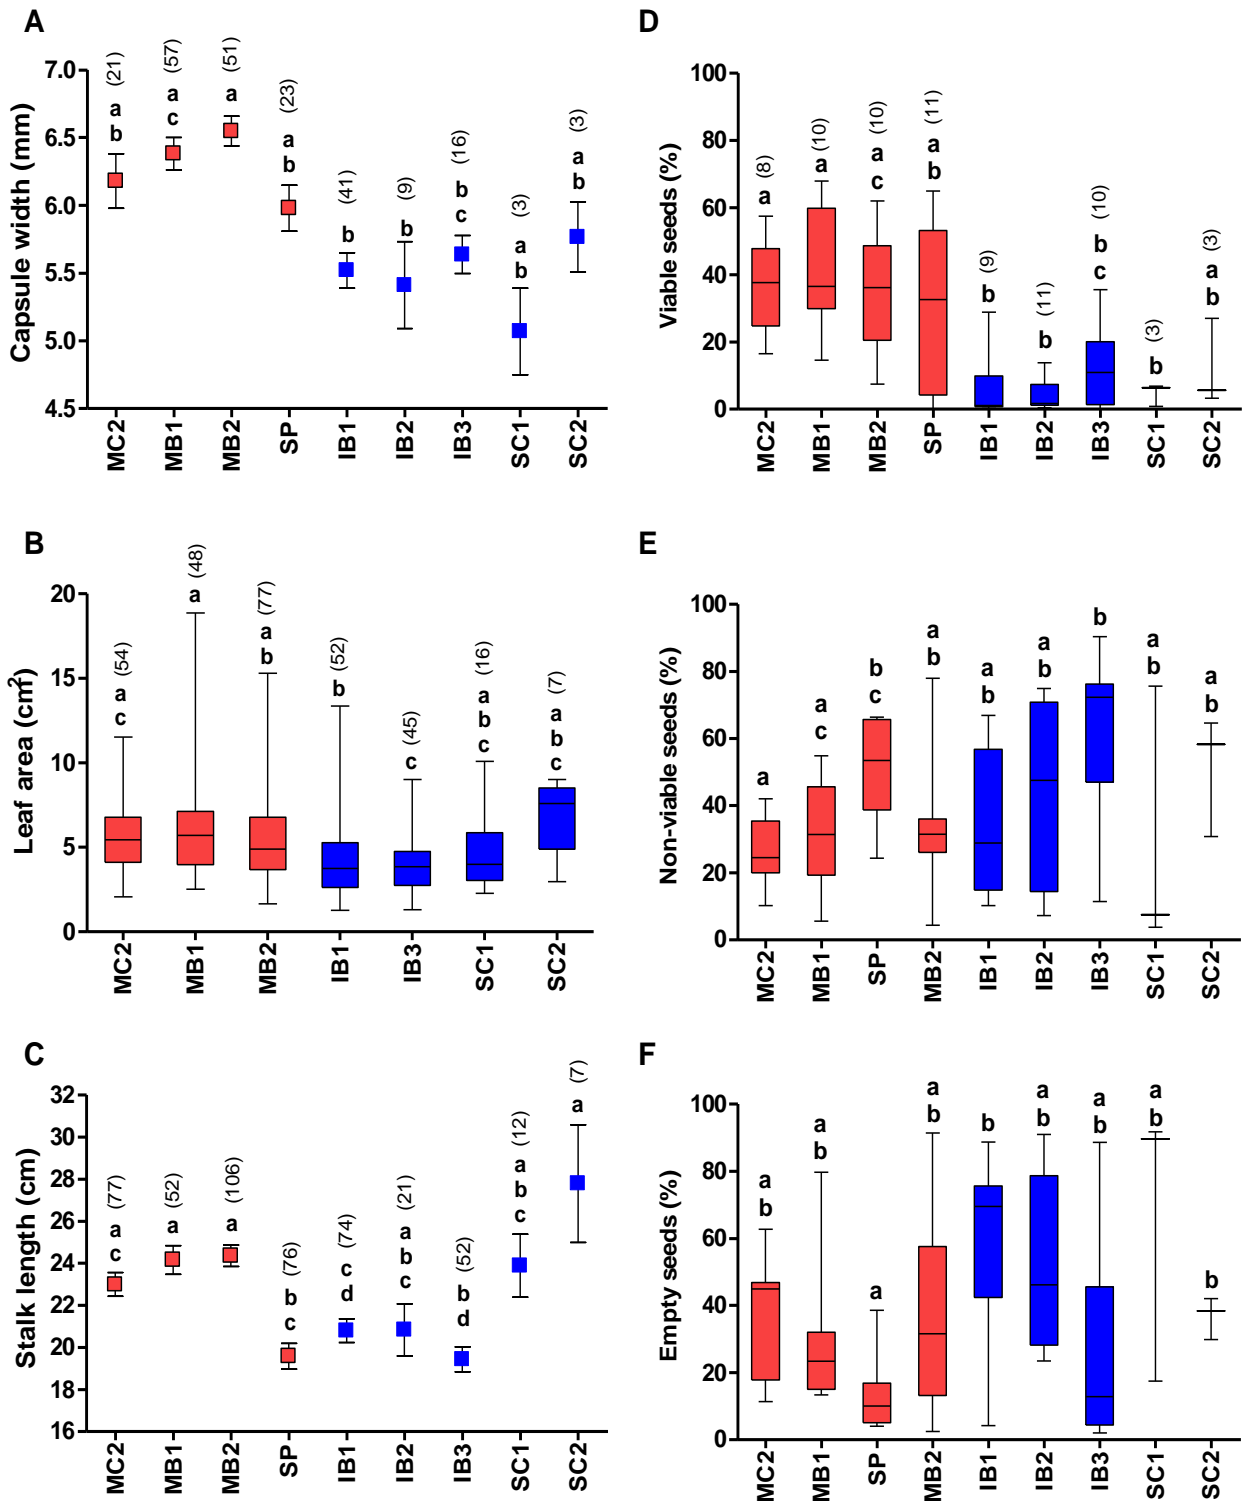 A
Capsule width (mm)
7.0
6.5
6.0
5.5
5.0
4.5
(21) (57) (51) (23) (41) (9) (16) (3) (3)
a b
a c
a
a b
b
b
b c
a b
a b
MC2 MB1 MB2 SP IB1 IB2 IB3 SC1 SC2
D
Viable seeds (%)
100
80
60
40
20
0
(8) (10) (10) (11) (9) (11) (10) (3) (3)
a
a
a c
a b
b
b
b c
b
a b
MC2 MB1 MB2 SP IB1 IB2 IB3 SC1 SC2
B
Leaf area (cm²)
20
15
10
5
0
(54) (48) (77) (52) (45) (16) (7)
a c
a
a b
b
c
a b c
a b c
MC2 MB1 MB2 IB1 IB3 SC1 SC2
E
Non-viable seeds (%)
100
80
60
40
20
0
a
a c
b c
a b
a b
a b
b
a b
a b
MC2 MB1 SP MB2 IB1 IB2 IB3 SC1 SC2
C
Stalk length (cm)
32
30
28
26
24
22
20
18
16
(77) (52) (106) (76) (74) (21) (52) (12) (7)
a c
a
a
b c
c d
a b c
b d
a b c
a
MC2 MB1 MB2 SP IB1 IB2 IB3 SC1 SC2
F
Empty seeds (%)
100
80
60
40
20
0
a b
a b
a
a b
b
a b
a b
a b
b
MC2 MB1 SP MB2 IB1 IB2 IB3 SC1 SC2